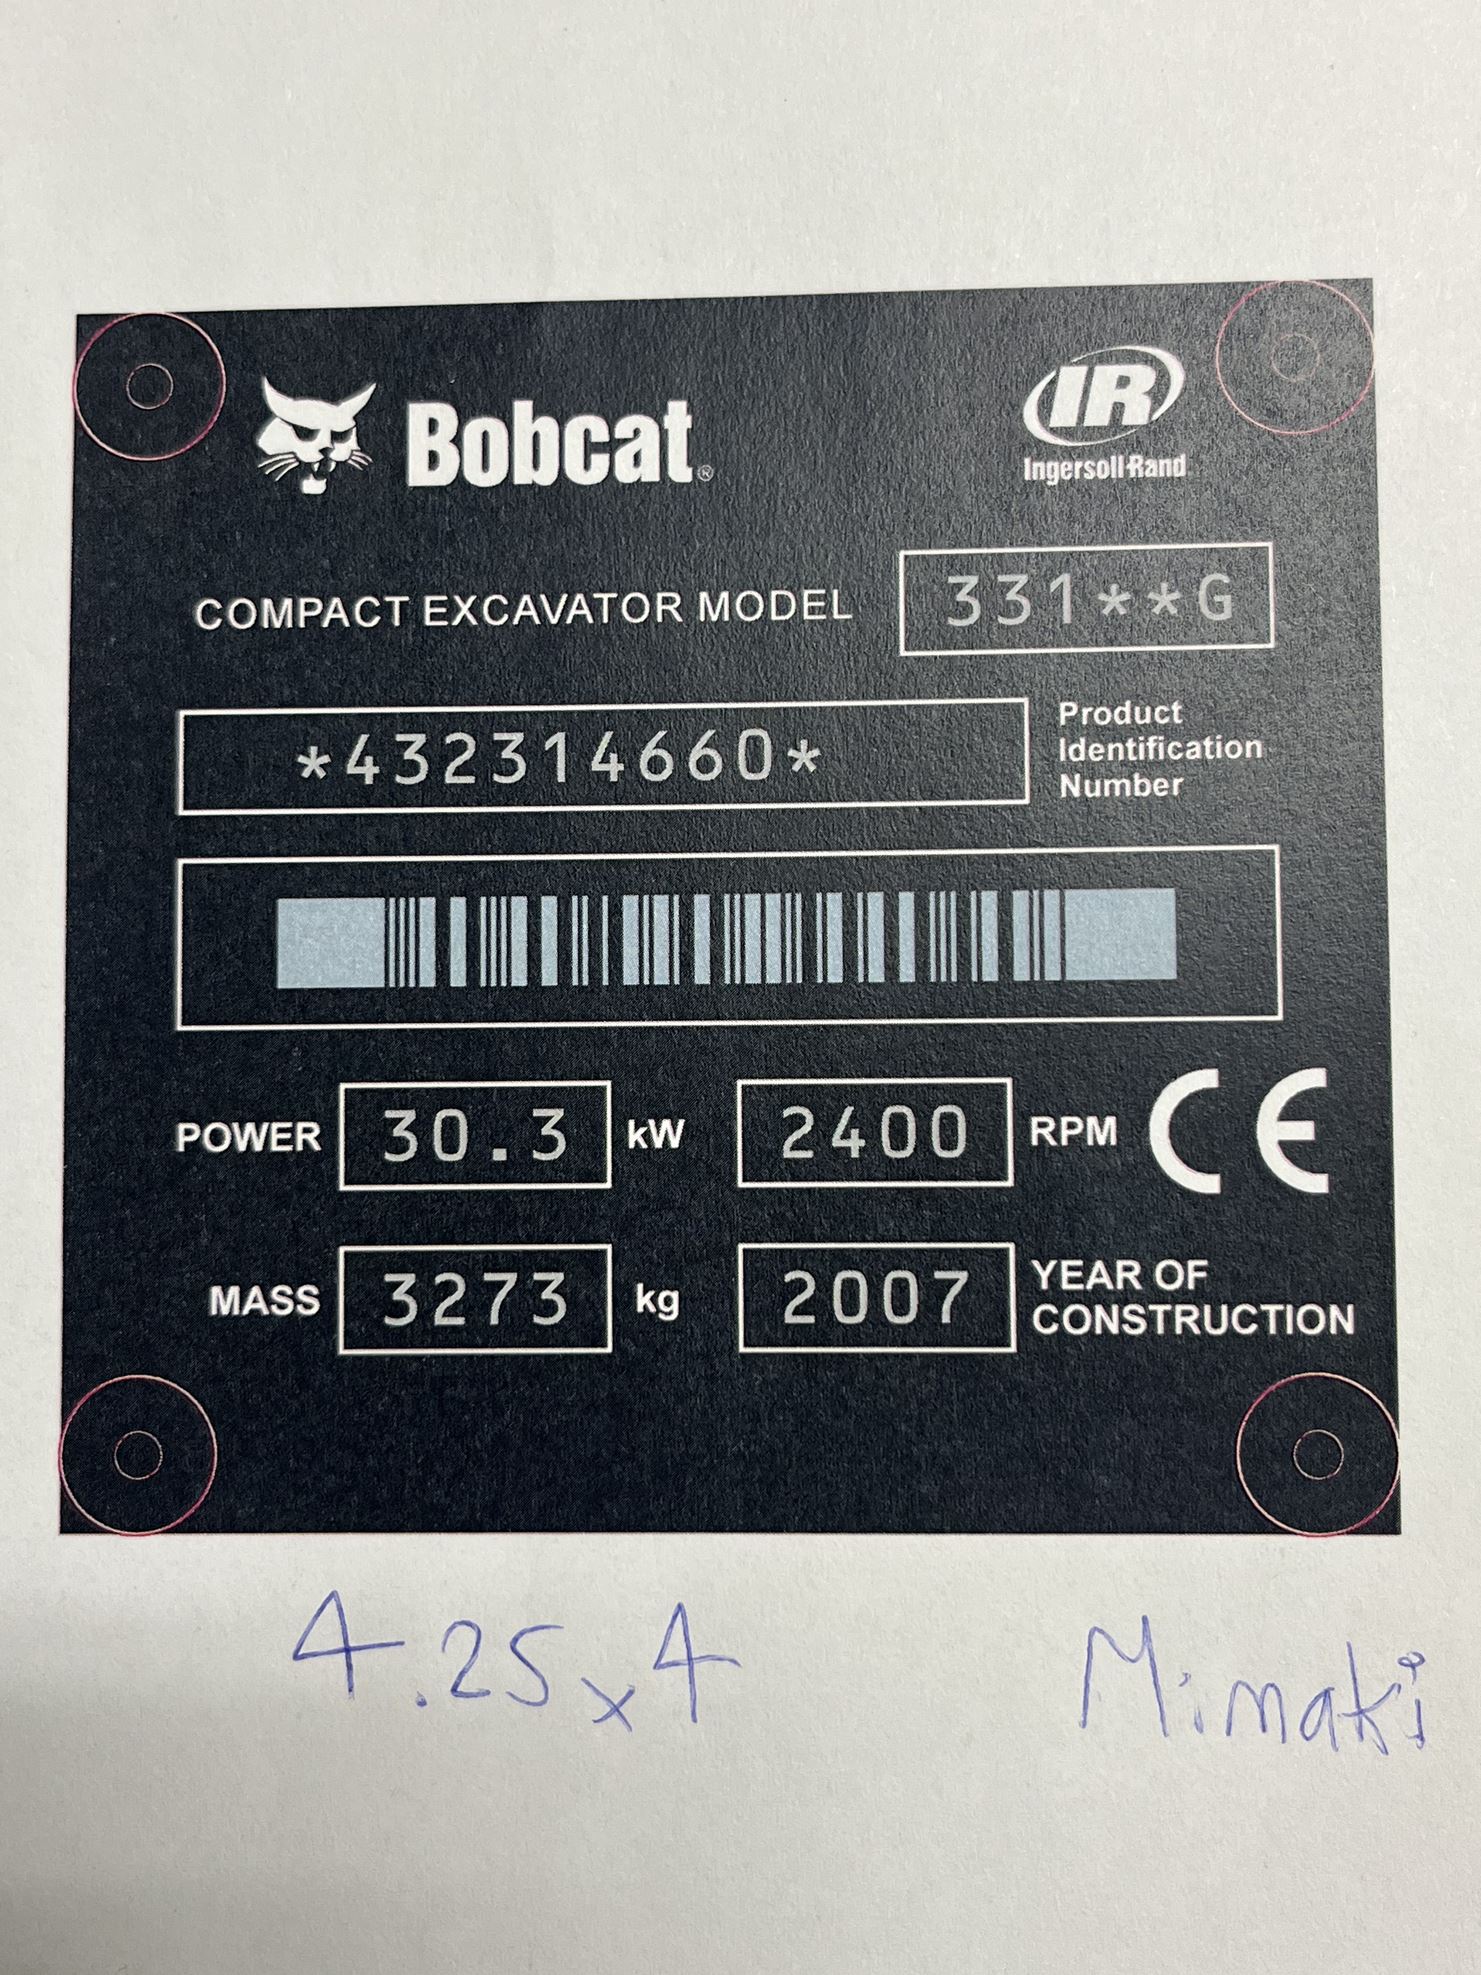 Bobcat®
IR
Ingersoll-Rand
COMPACT EXCAVATOR MODEL 331**G
*432314660* Product
Identification
Number
POWER 30.3 kW 2400 RPM CE
MASS 3273 kg 2007 YEAR OF
CONSTRUCTION
4.25x4 Mimaki